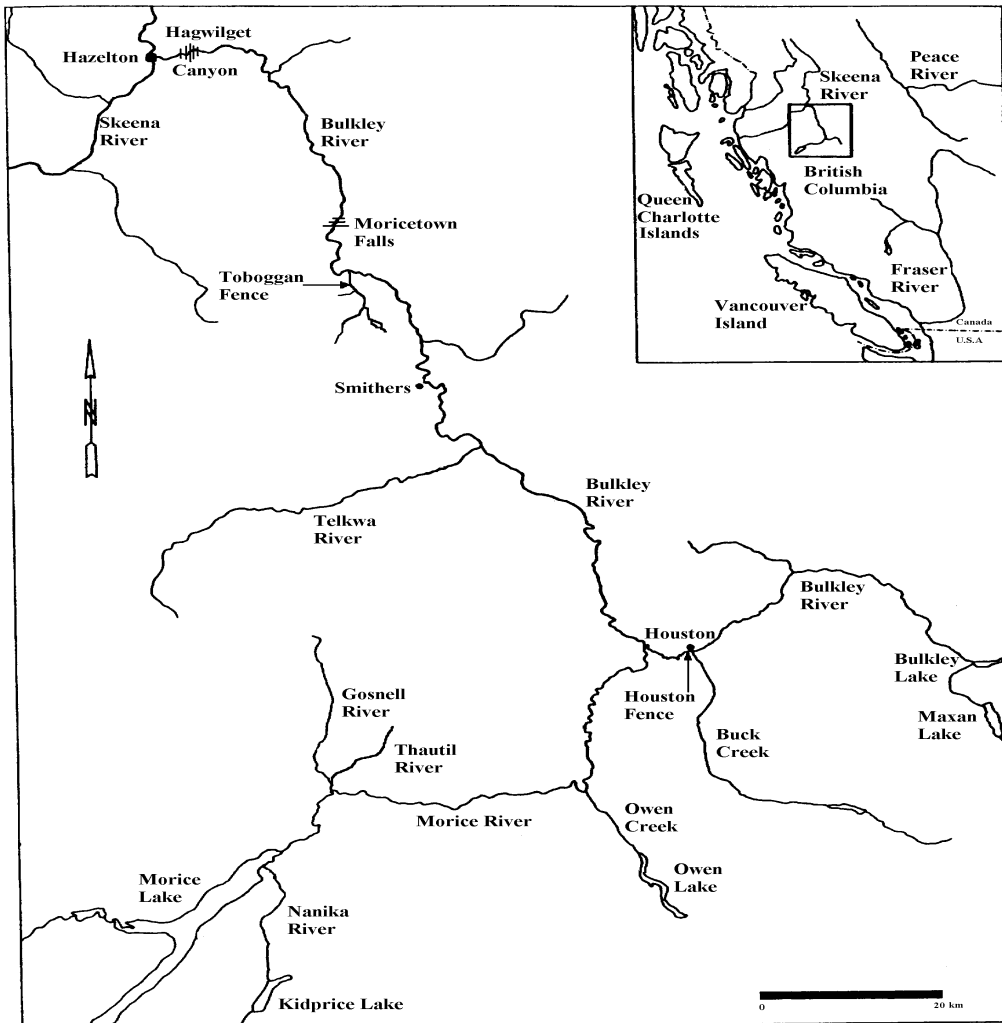 Hagwilget
Hazelton
Canyon
Skeena
River
Bulkley
River
Moricetown
Falls
Toboggan
Fence
N
Smithers
Bulkley
River
Telkwa
River
Bulkley
River
Houston
Bulkley
Lake
Houston
Fence
Maxan
Lake
Gosnell
River
Buck
Creek
Thautil
River
Owen
Creek
Morice River
Owen
Lake
Morice
Lake
Nanika
River
Kidprice Lake
0
20 km
Skeena
River
Peace
River
British
Columbia
Queen
Charlotte
Islands
Fraser
River
Vancouver
Island
Canada
U.S.A